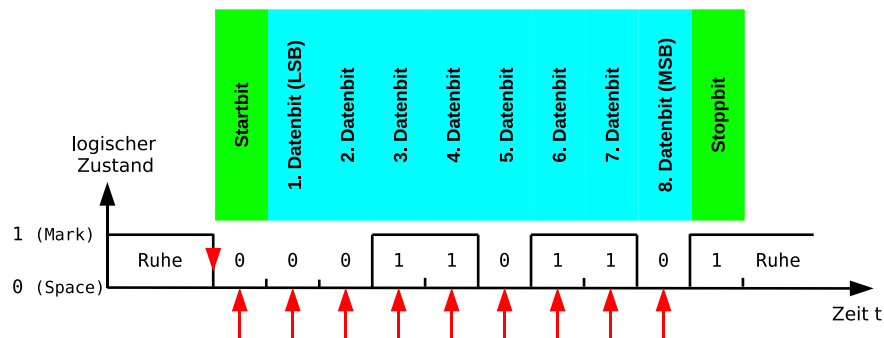 Startbit
1. Datenbit (LSB)
2. Datenbit
3. Datenbit
4. Datenbit
5. Datenbit
6. Datenbit
7. Datenbit
8. Datenbit (MSB)
Stoppbit
logischer
Zustand
1 (Mark)
Ruhe 0 0 0 1 1 0 1 1 0 1 Ruhe
0 (Space)
Zeit t